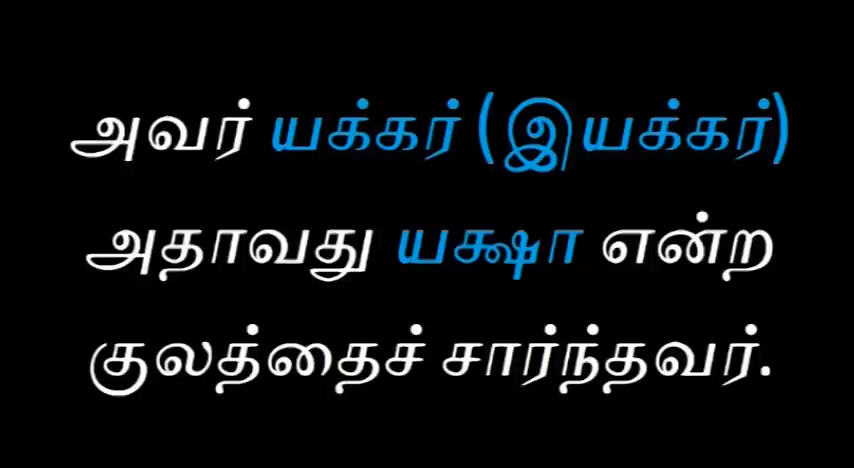 அவர் யக்கர் (இயக்கர்)
அதாவது யக்ஷா என்ற
குலத்தைச் சார்ந்தவர்.